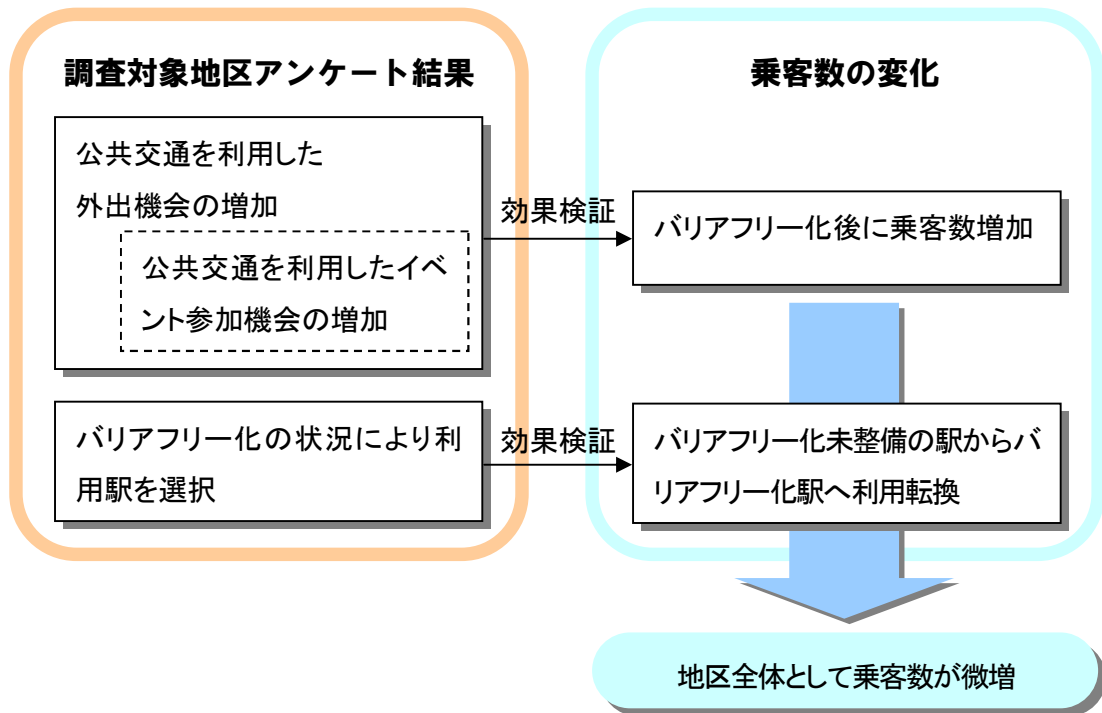 調査対象地区アンケート結果
公共交通を利用した
外出機会の増加
公共交通を利用したイベ
ント参加機会の増加
バリアフリー化の状況により利
用駅を選択
効果検証
効果検証
乗客数の変化
バリアフリー化後に乗客数増加
バリアフリー化未整備の駅からバ
リアフリー化駅へ利用転換
地区全体として乗客数が微増